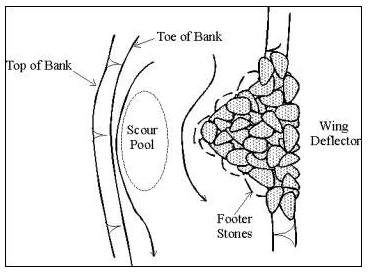 Toe of Bank
Top of Bank
Scour
Pool
Wing
Deflector
Footer
Stones